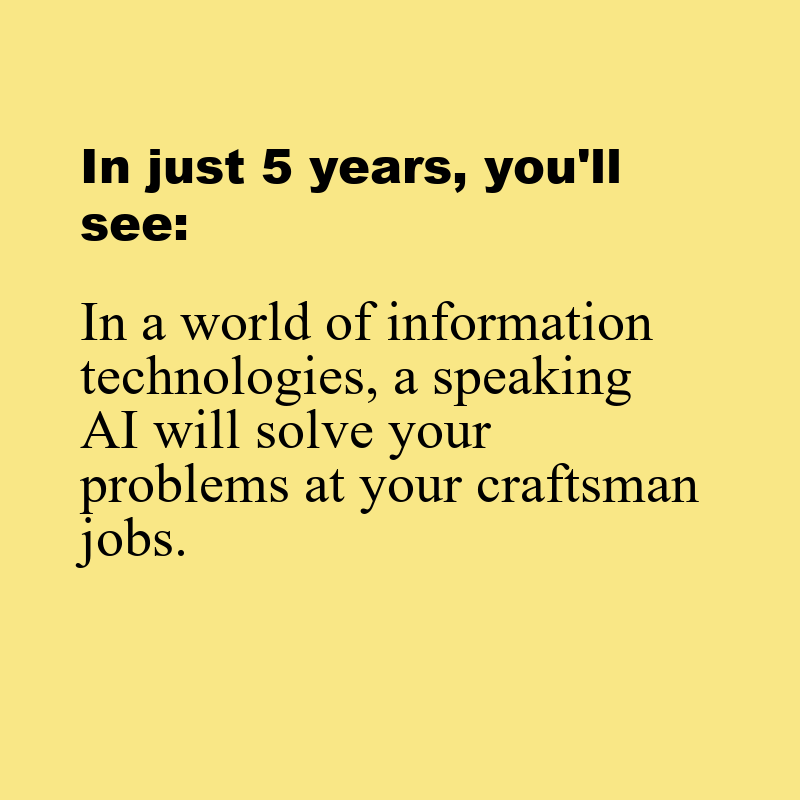 In just 5 years, you'll
see:
In a world of information
technologies, a speaking
AI will solve your
problems at your craftsman
jobs.